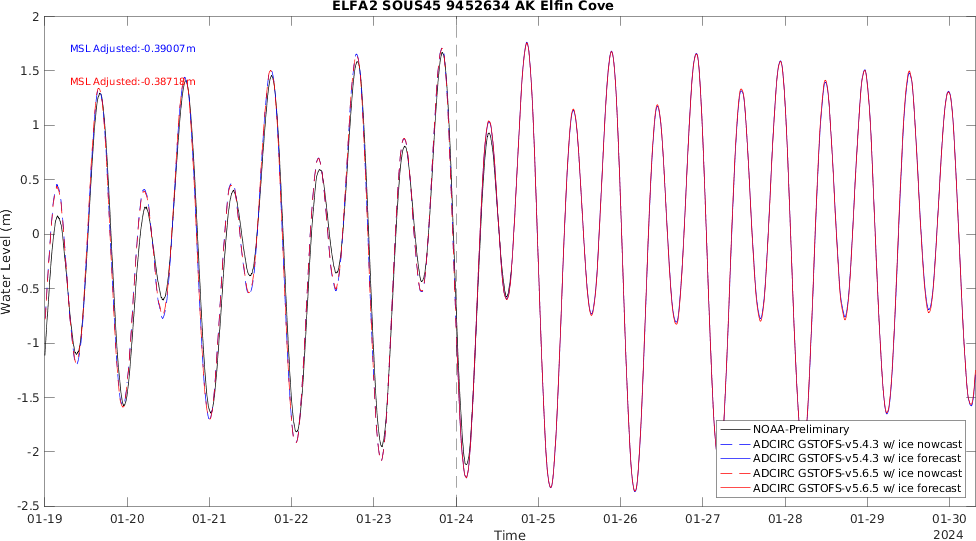 ELFA2 SOUS45 9452634 AK Elfin Cove
MSL Adjusted:-0.39007m
MSL Adjusted:-0.38718m
Water Level (m)
2
1.5
1
0.5
0
-0.5
-1
-1.5
-2
-2.5
NOAA-Preliminary
ADCIRC GSTOFS-v5.4.3 w/ ice nowcast
ADCIRC GSTOFS-v5.4.3 w/ ice forecast
ADCIRC GSTOFS-v5.6.5 w/ ice nowcast
ADCIRC GSTOFS-v5.6.5 w/ ice forecast
01-19 01-20 01-21 01-22 01-23 01-24 01-25 01-26 01-27 01-28 01-29 01-30
Time
2024